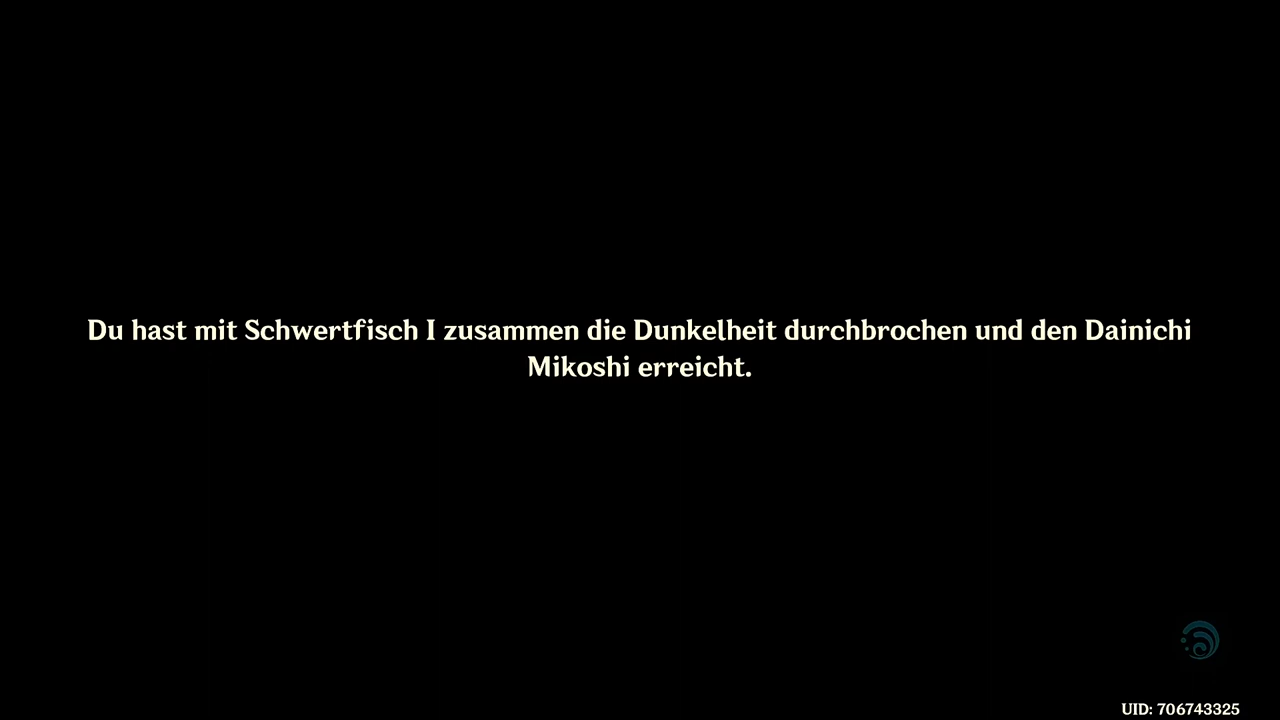 Du hast mit Schwertfisch I zusammen die Dunkelheit durchbrochen und den Dainichi
Mikoshi erreicht.
UID: 706743325